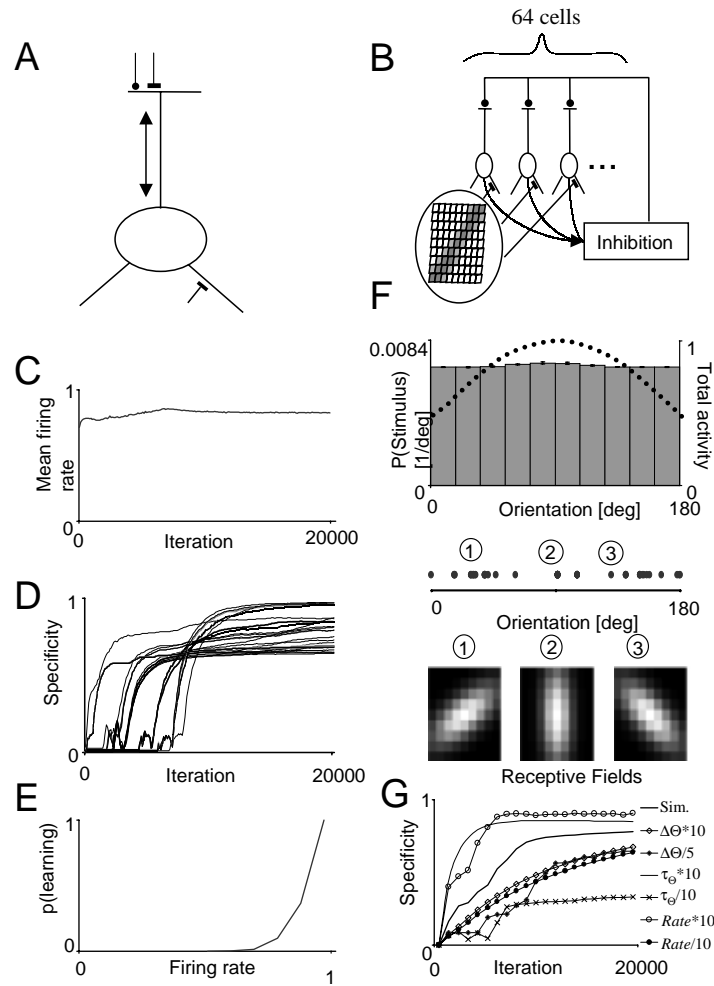 A
64 cells
B
Inhibition
C
1
Mean firing
rate
0
0
Iteration
20000
D
1
Specificity
0
0
Iteration
20000
E
1
p(learning)
0
0
Firing rate
1
F
0.0084
P(Stimulus)
[1/deg]
0
1
Total activity
0
0
Orientation [deg]
180
1
2
3
0
Orientation [deg]
180
1
2
3
Receptive Fields
G
1
Specificity
0
0
Iteration
20000
Sim.
ΔΘ*10
ΔΘ/5
τΘ*10
τΘ/10
Rate*10
Rate/10